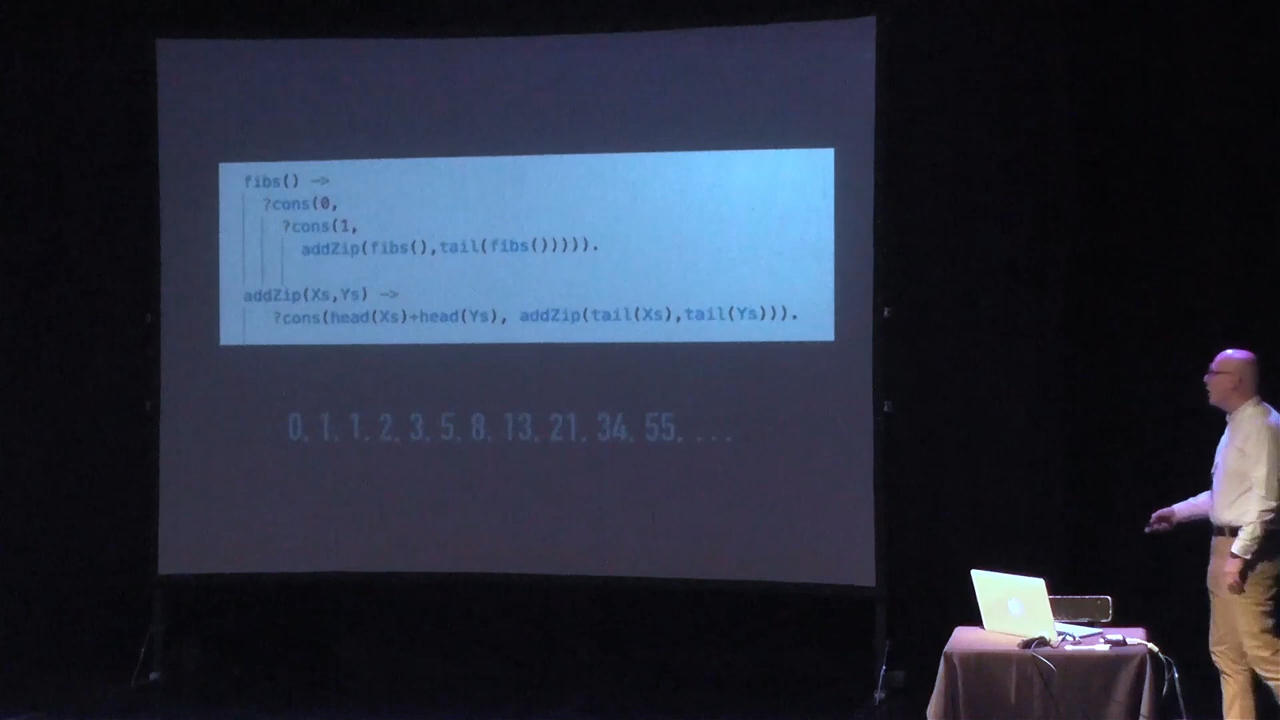 fibs() ->
?cons(0,
?cons(1,
addZip(fibs(),tail(fibs())))).
addZip(Xs,Ys) ->
?cons(head(Xs)+head(Ys), addZip(tail(Xs),tail(Ys))).
0, 1, 1, 2, 3, 5, 8, 13, 21, 34, 55, ...